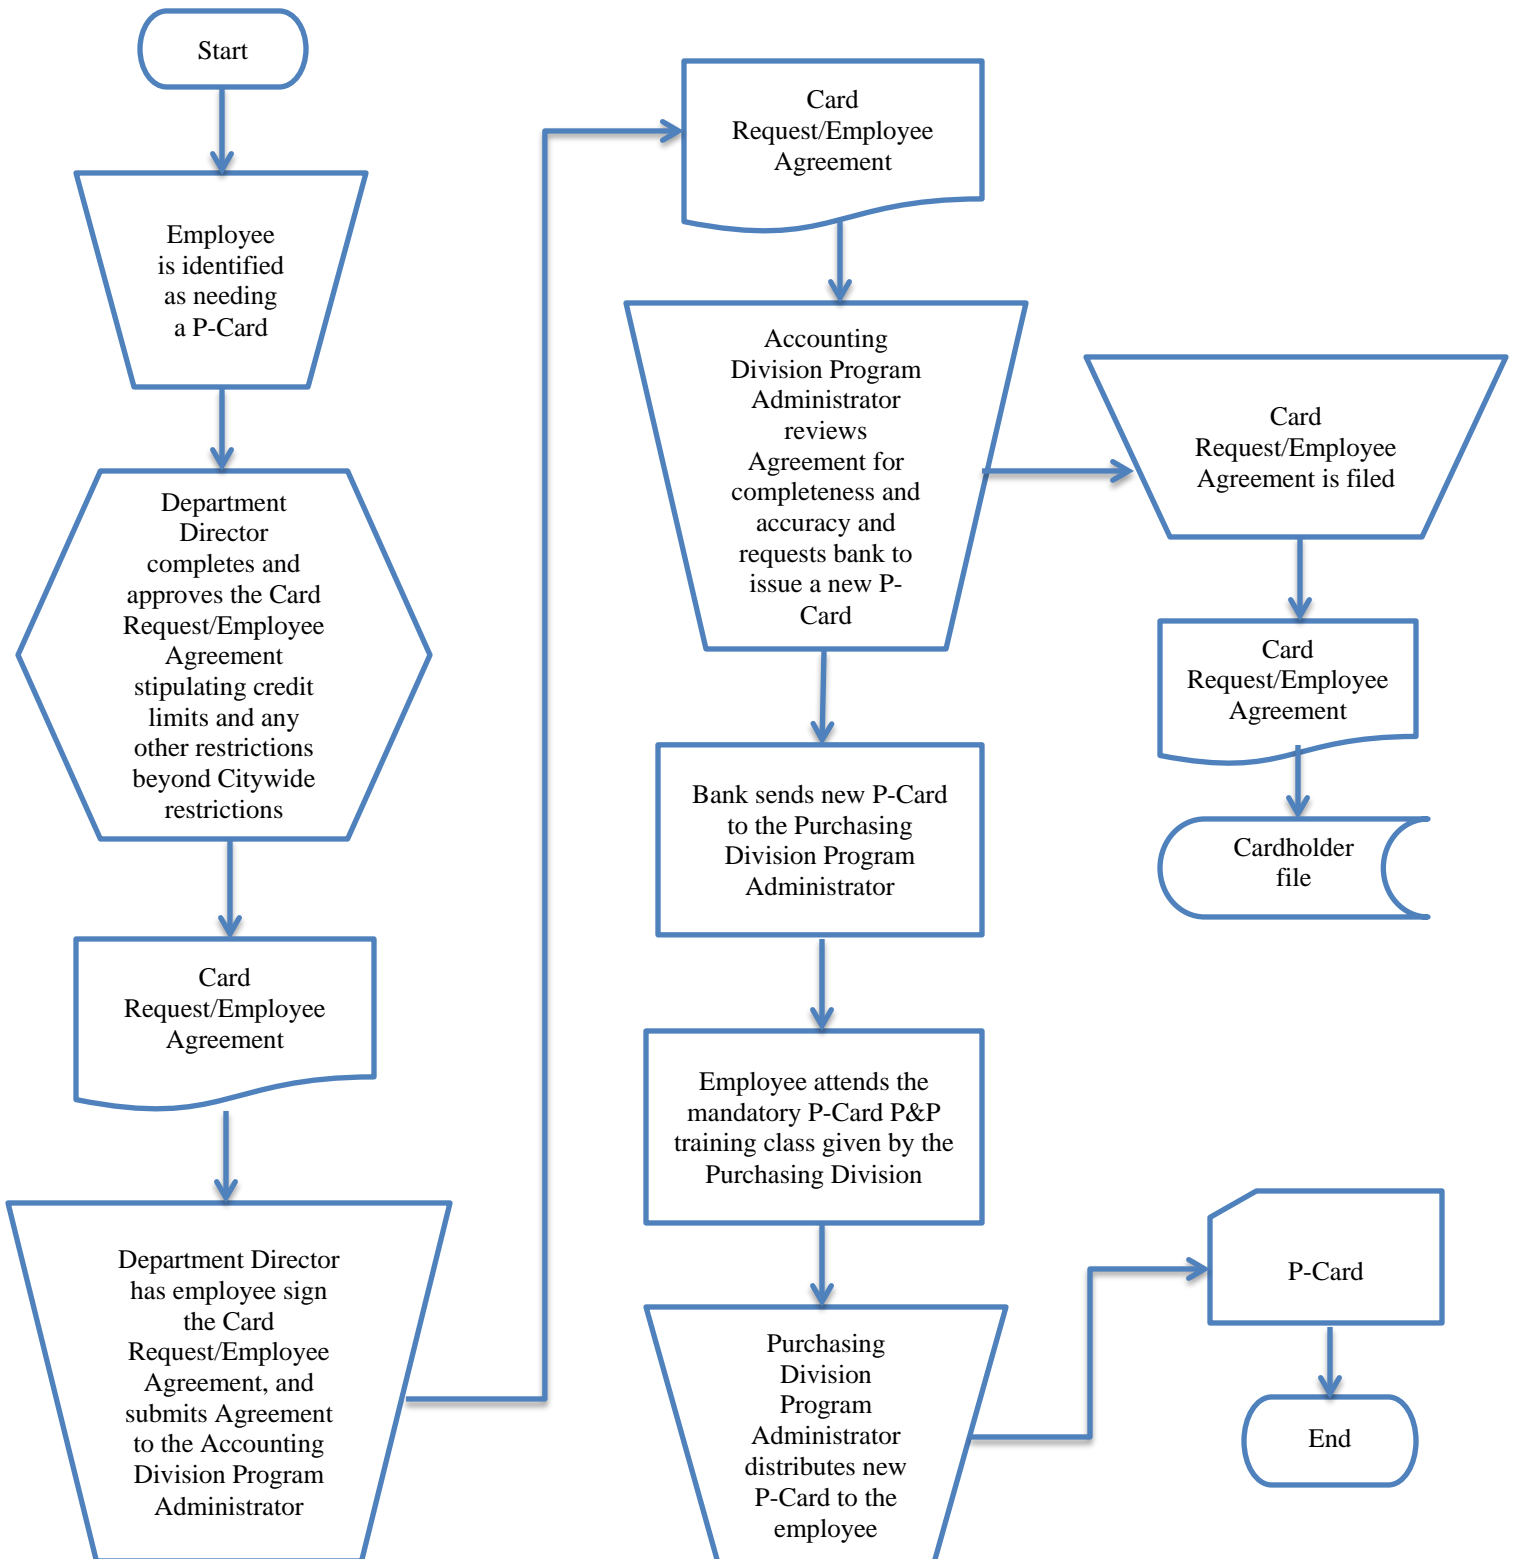 Start
Employee
is identified
as needing
a P-Card
Department
Director
completes and
approves the Card
Request/Employee
Agreement
stipulating credit
limits and any
other restrictions
beyond Citywide
restrictions
Card
Request/Employee
Agreement
Department Director
has employee sign
the Card
Request/Employee
Agreement, and
submits Agreement
to the Accounting
Division Program
Administrator
Card
Request/Employee
Agreement
Accounting
Division Program
Administrator
reviews
Agreement for
completeness and
accuracy and
requests bank to
issue a new P-
Card
Card
Request/Employee
Agreement is filed
Card
Request/Employee
Agreement
Cardholder
file
Bank sends new P-Card
to the Purchasing
Division Program
Administrator
Employee attends the
mandatory P-Card P&P
training class given by the
Purchasing Division
Purchasing
Division
Program
Administrator
distributes new
P-Card to the
employee
P-Card
End